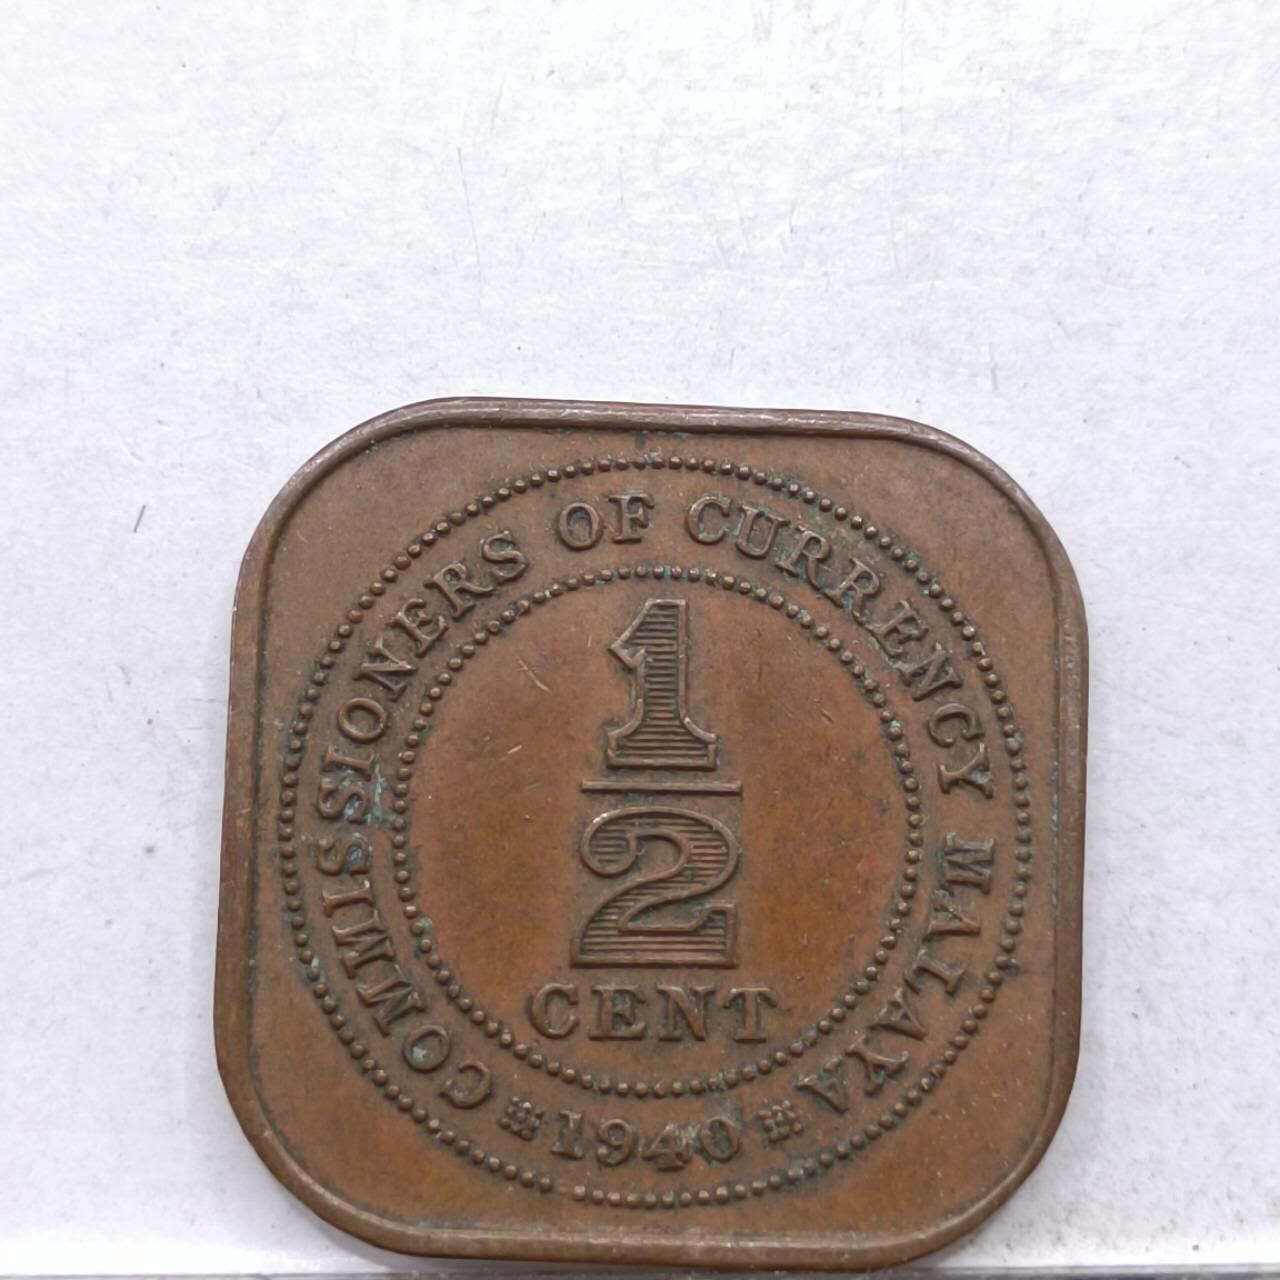 COMMISSIONERS OF CURRENCY MALAYA
1
2
CENT
1940